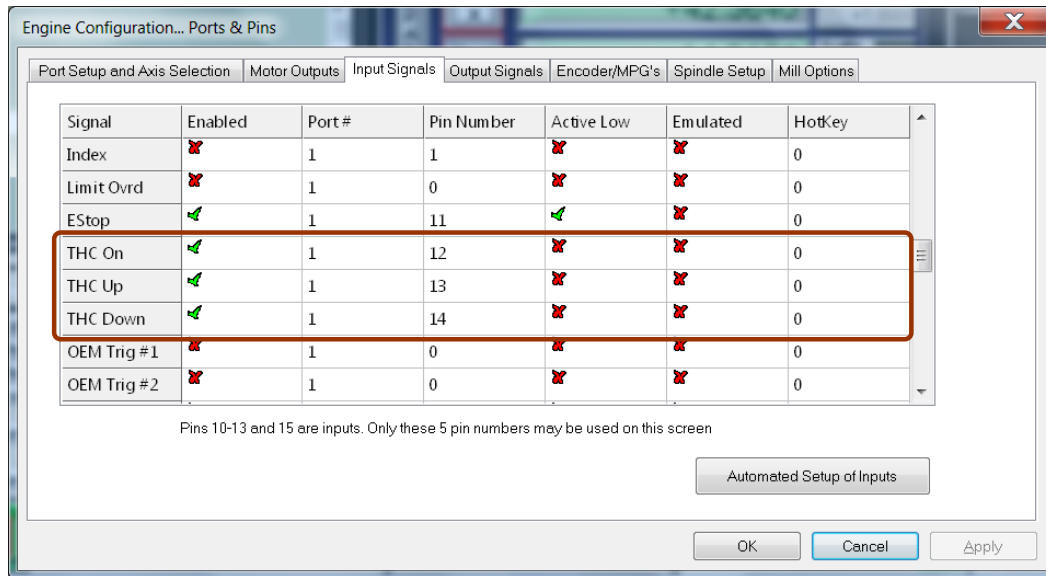 Engine Configuration... Ports & Pins
Port Setup and Axis Selection Motor Outputs Input Signals Output Signals Encoder/MPG's Spindle Setup Mill Options
Signal Enabled Port # Pin Number Active Low Emulated HotKey
Index 1 1 0
Limit Ovrd 1 0 0
EStop 1 11 0
THC On 1 12 0
THC Up 1 13 0
THC Down 1 14 0
OEM Trig #1 1 0 0
OEM Trig #2 1 0 0
Pins 10-13 and 15 are inputs. Only these 5 pin numbers may be used on this screen
Automated Setup of Inputs
OK Cancel Apply